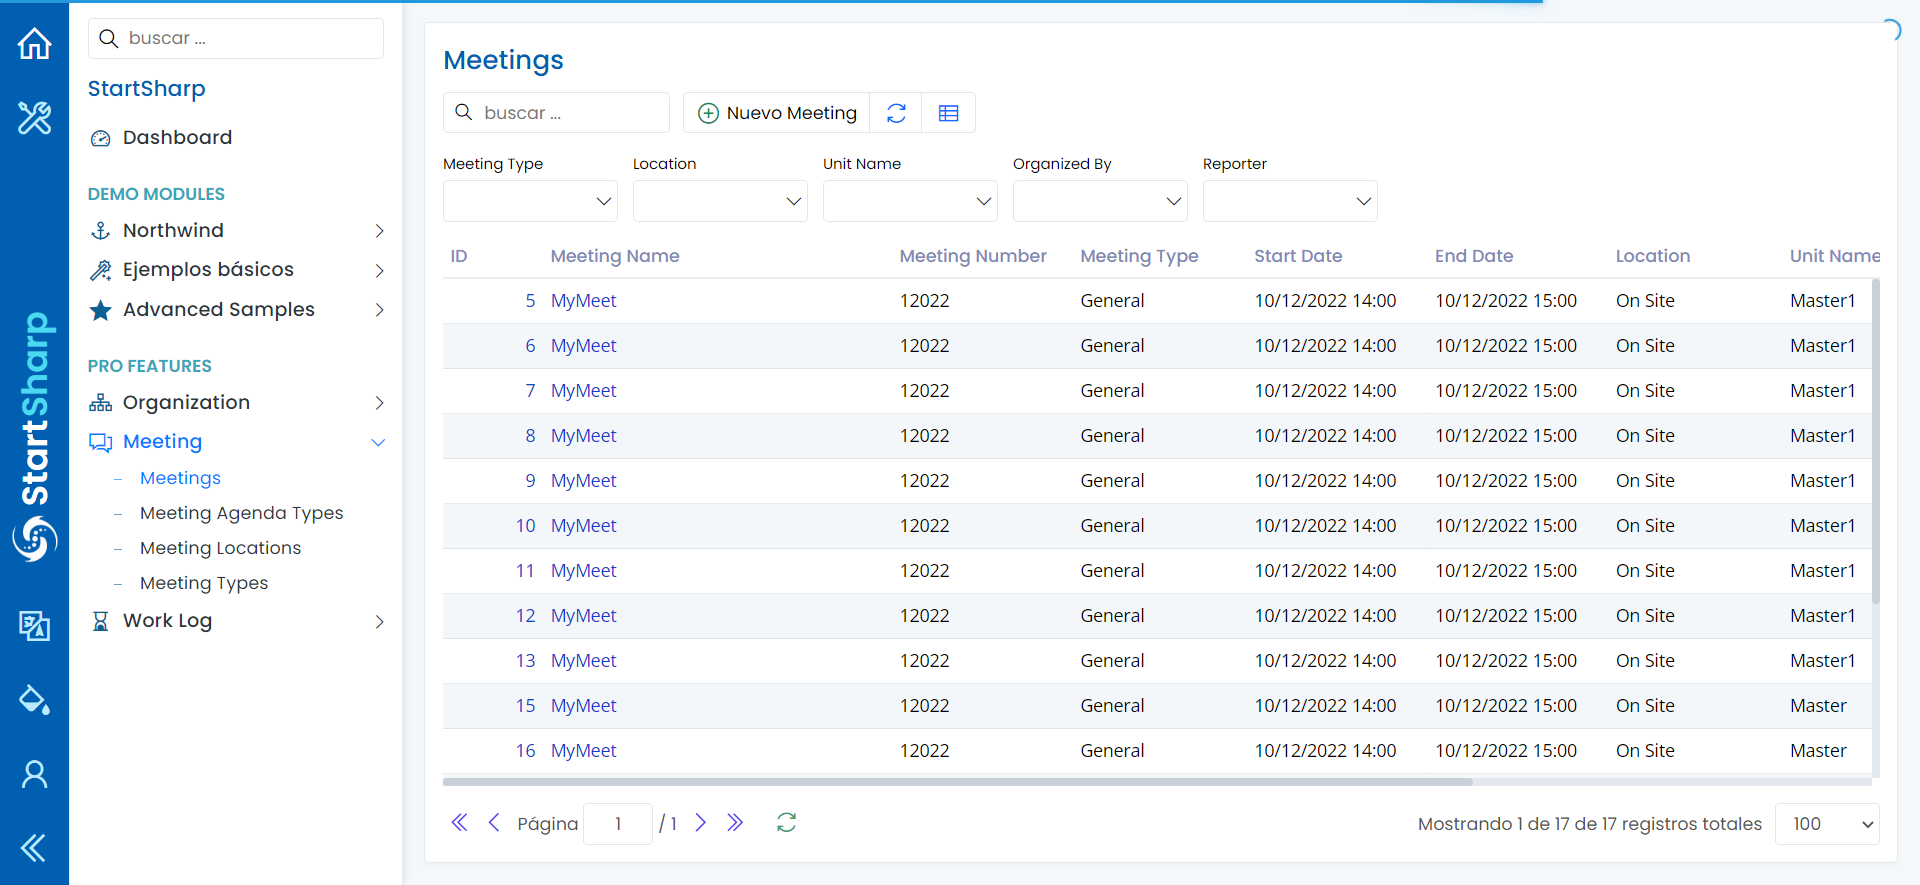 StartSharp
buscar ...
StartSharp
Dashboard
DEMO MODULES
Northwind
Ejemplos básicos
Advanced Samples
PRO FEATURES
Organization
Meeting
Meetings
Meeting Agenda Types
Meeting Locations
Meeting Types
Work Log
Meetings
buscar ...
Nuevo Meeting
Meeting Type Location Unit Name Organized By Reporter
ID Meeting Name Meeting Number Meeting Type Start Date End Date Location Unit Name
5 MyMeet 12022 General 10/12/2022 14:00 10/12/2022 15:00 On Site Master1
6 MyMeet 12022 General 10/12/2022 14:00 10/12/2022 15:00 On Site Master1
7 MyMeet 12022 General 10/12/2022 14:00 10/12/2022 15:00 On Site Master1
8 MyMeet 12022 General 10/12/2022 14:00 10/12/2022 15:00 On Site Master1
9 MyMeet 12022 General 10/12/2022 14:00 10/12/2022 15:00 On Site Master1
10 MyMeet 12022 General 10/12/2022 14:00 10/12/2022 15:00 On Site Master1
11 MyMeet 12022 General 10/12/2022 14:00 10/12/2022 15:00 On Site Master1
12 MyMeet 12022 General 10/12/2022 14:00 10/12/2022 15:00 On Site Master1
13 MyMeet 12022 General 10/12/2022 14:00 10/12/2022 15:00 On Site Master1
15 MyMeet 12022 General 10/12/2022 14:00 10/12/2022 15:00 On Site Master
16 MyMeet 12022 General 10/12/2022 14:00 10/12/2022 15:00 On Site Master
Página 1 / 1
Mostrando 1 de 17 de 17 registros totales 100